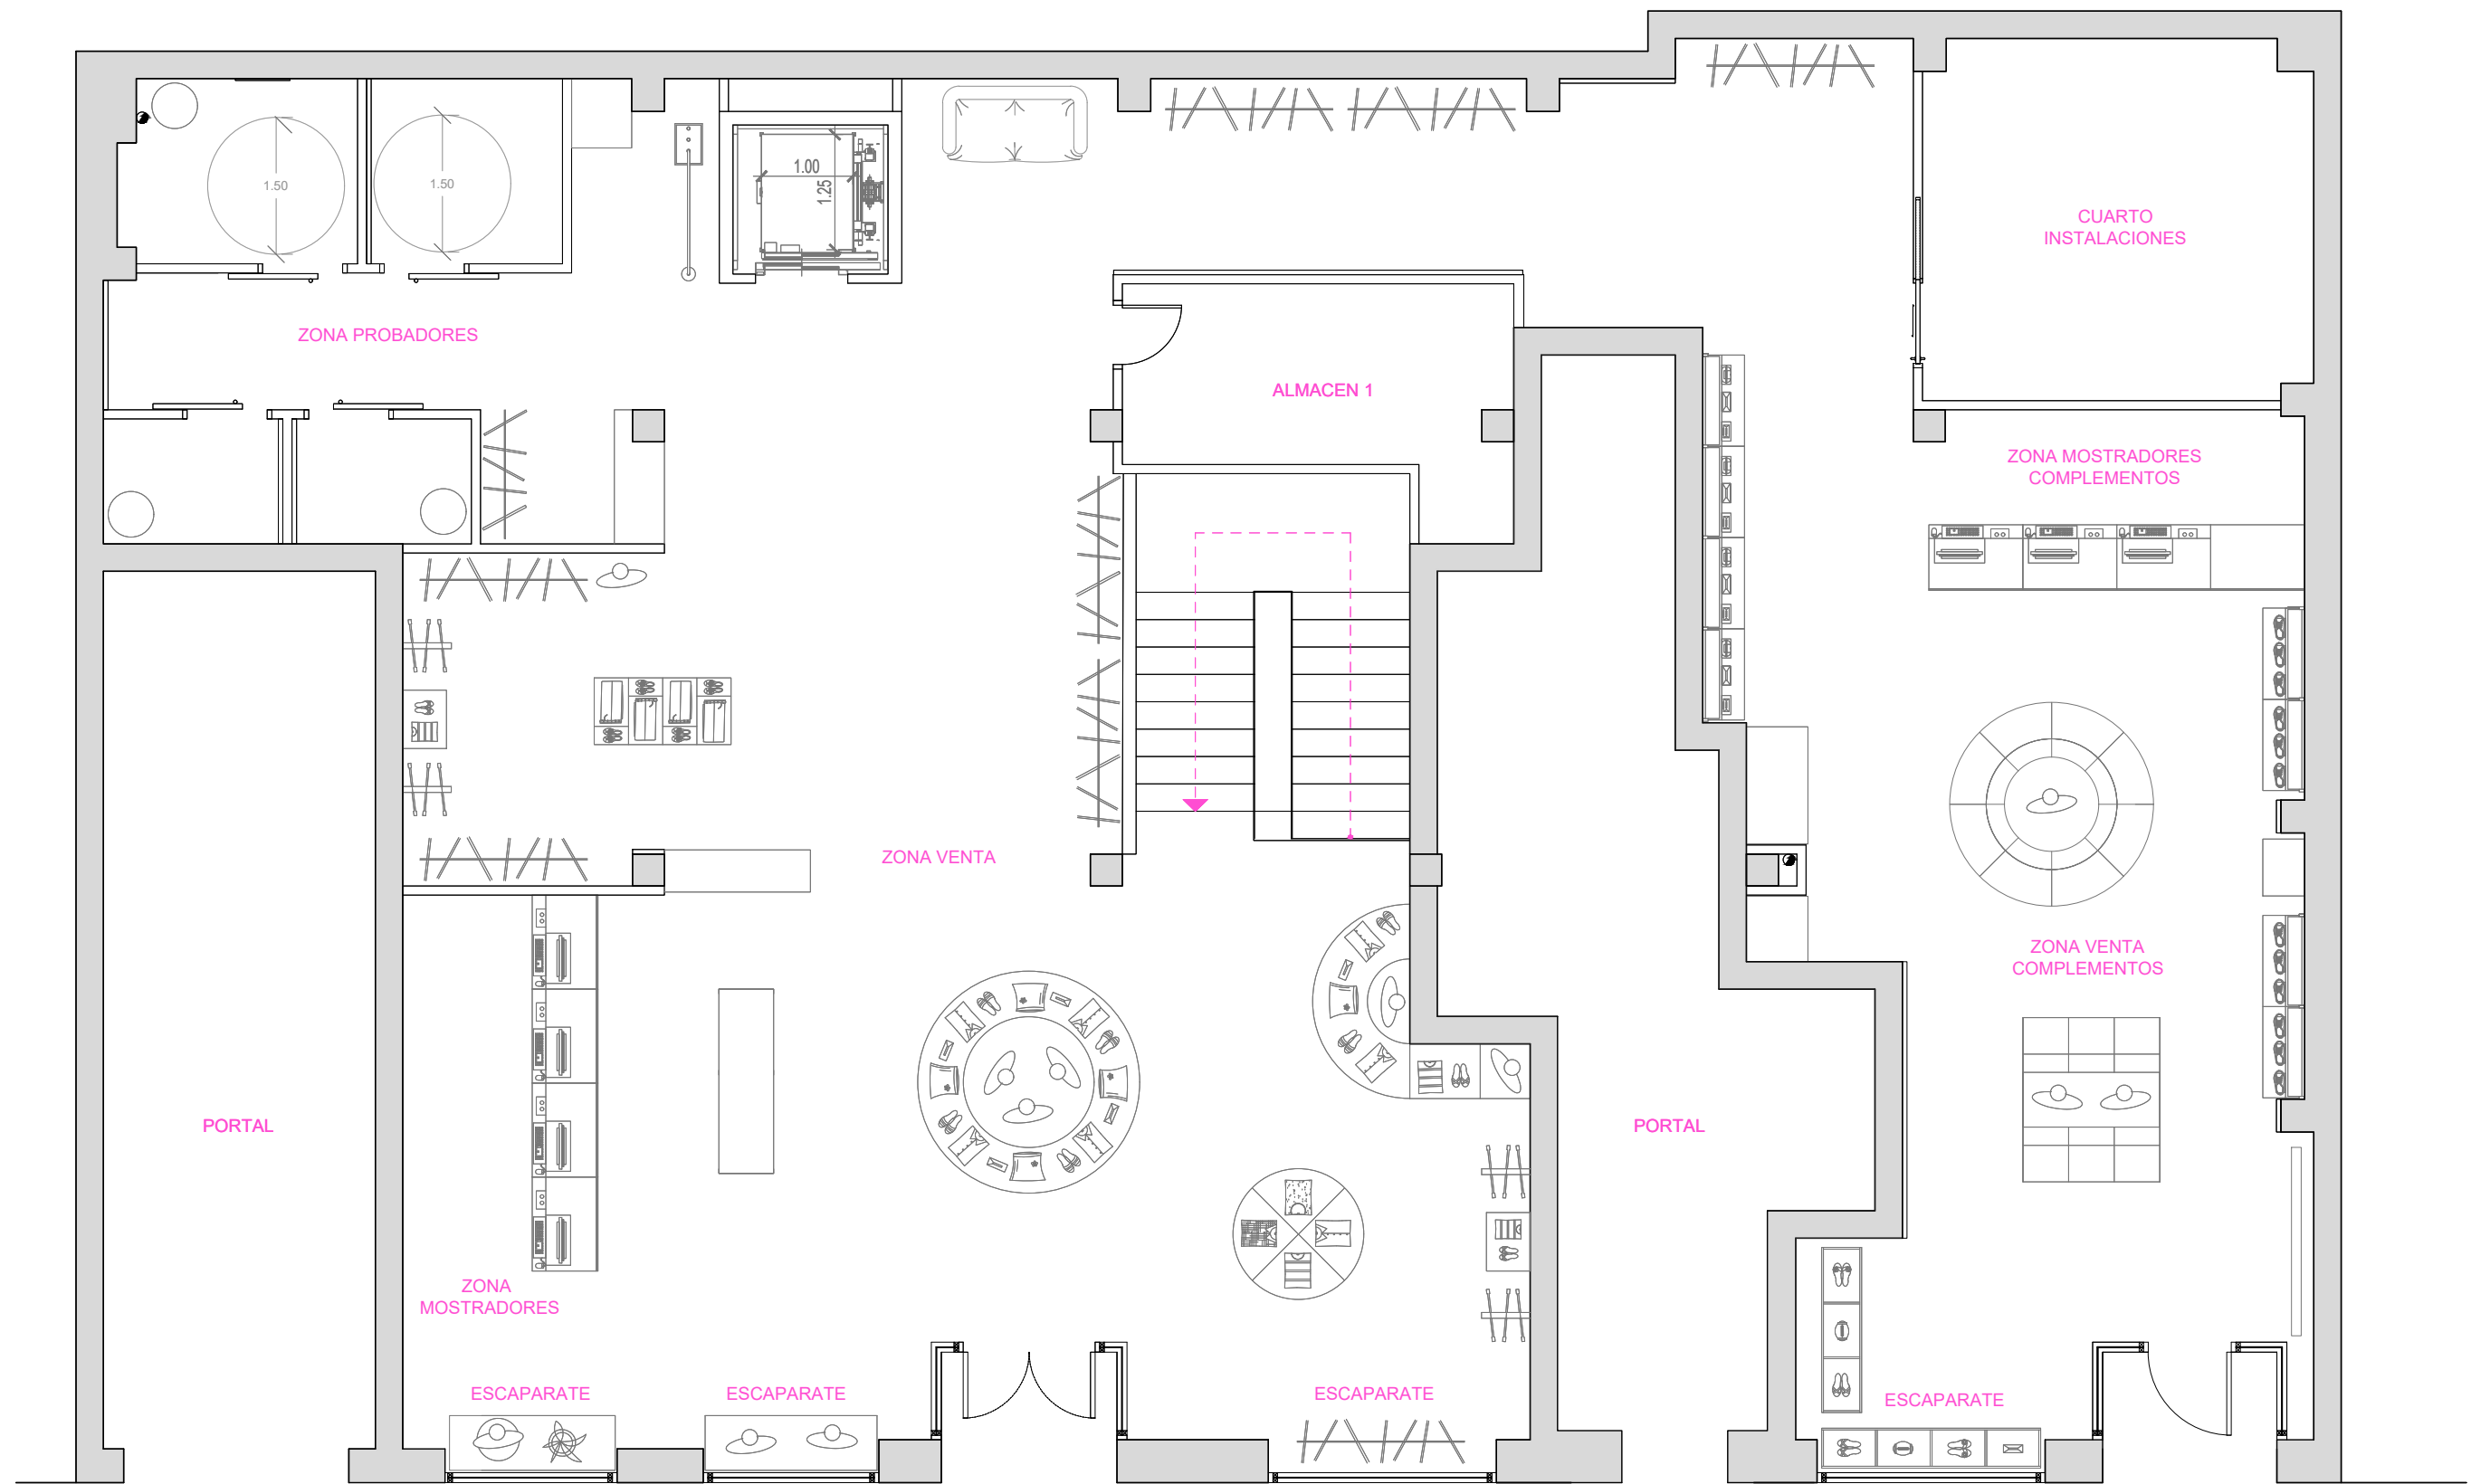 1.50
1.50
1.00
1.25
CUARTO
INSTALACIONES
ZONA PROBADORES
ALMACEN 1
ZONA MOSTRADORES
COMPLEMENTOS
ZONA VENTA
ZONA VENTA
COMPLEMENTOS
PORTAL
PORTAL
ZONA
MOSTRADORES
ESCAPARATE
ESCAPARATE
ESCAPARATE
ESCAPARATE